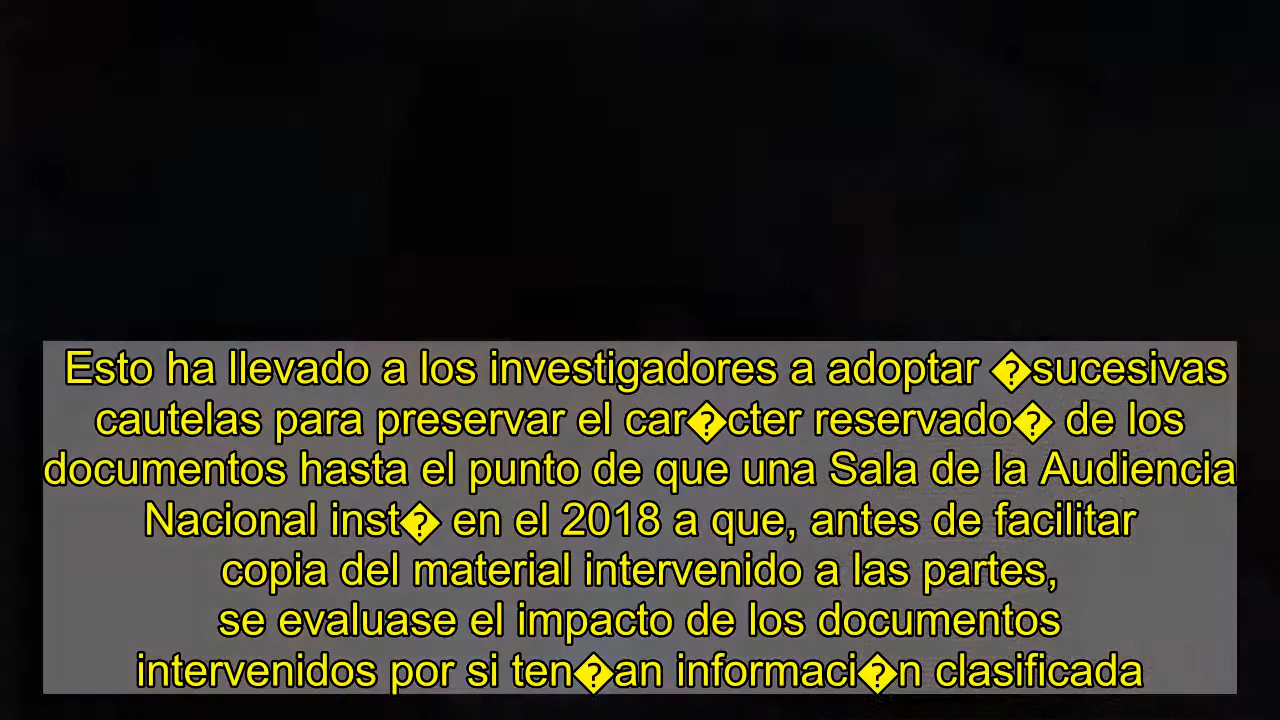 Esto ha llevado a los investigadores a adoptar �sucesivas
cautelas para preservar el car�cter reservado� de los
documentos hasta el punto de que una Sala de la Audiencia
Nacional inst� en el 2018 a que, antes de facilitar
copia del material intervenido a las partes,
se evaluase el impacto de los documentos
intervenidos por si ten�an informaci�n clasificada